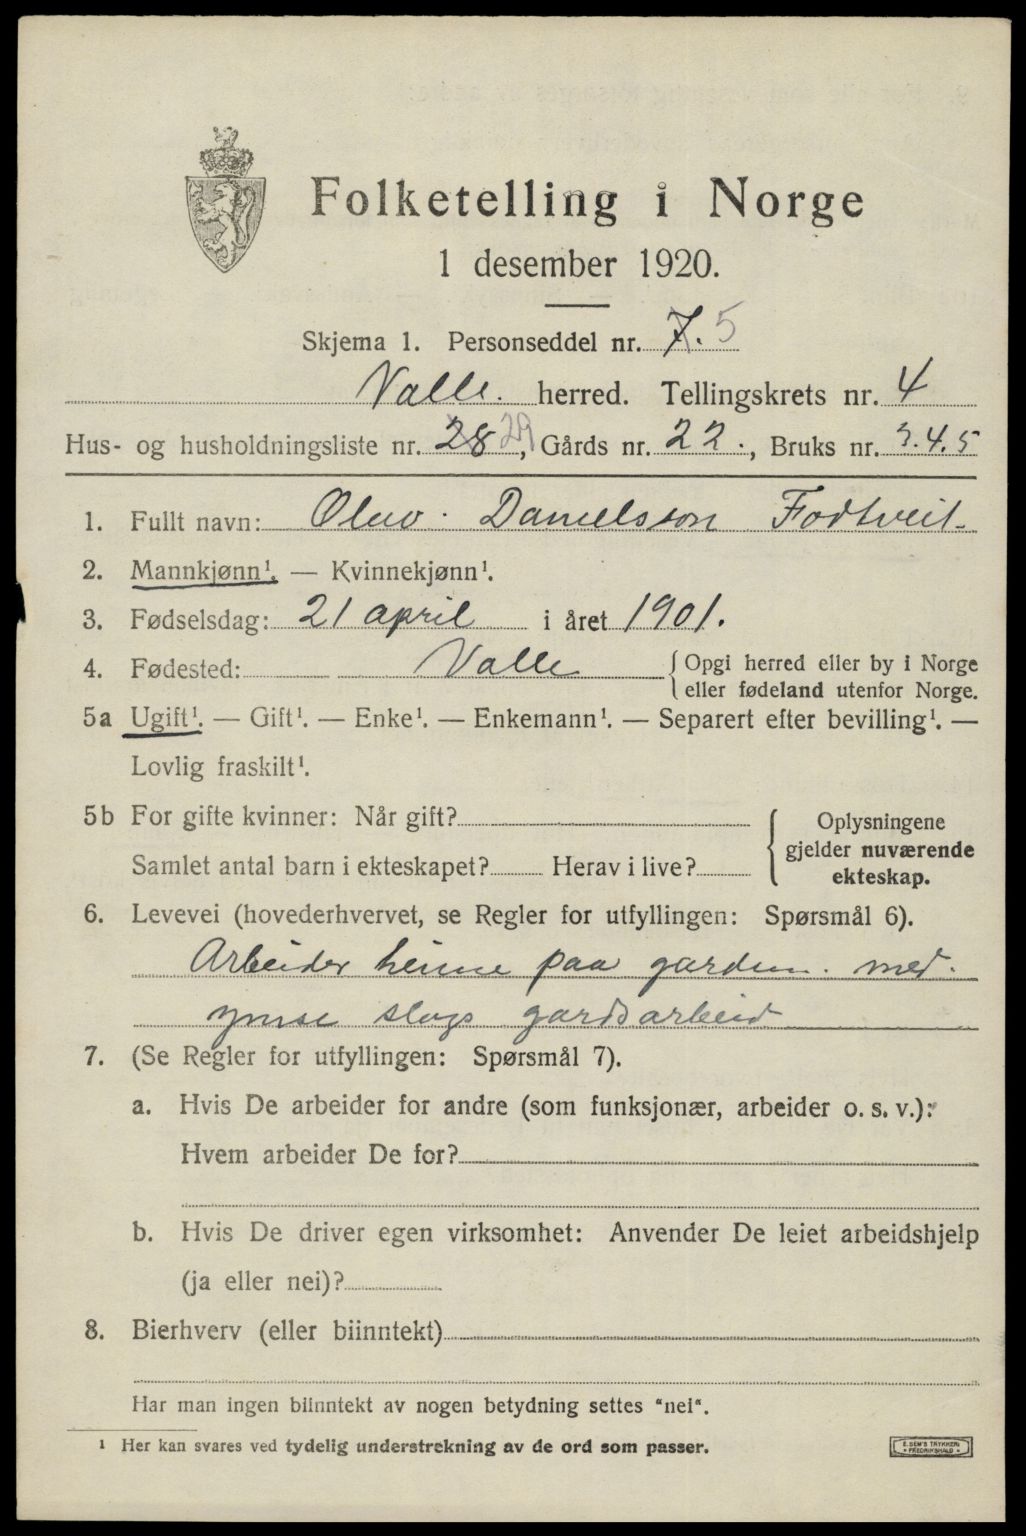 Folketelling i Norge
1 desember 1920.
Skjema 1. Personseddel nr. 7. 5
Valle. herred. Tellingskrets nr. 4
Hus- og husholdningsliste nr. 28 29, Gårds nr. 22., Bruks nr. 3.4.5
1. Fullt navn: Olav Danielsson Fodtveit.
2. Mannkjønn¹. — Kvinnekjønn¹.
3. Fødselsdag: 21 april i året 1901.
4. Fødested: Valle { Opgi herred eller by i Norge
eller fødeland utenfor Norge.
5a Ugift¹. — Gift¹. — Enke¹. — Enkemann¹. — Separert efter bevilling¹. —
Lovlig fraskilt¹.
5b For gifte kvinner: Når gift?
Samlet antal barn i ekteskapet? Herav i live?
{ Oplysningene
gjelder nuværende
ekteskap.
6. Levevei (hovederhvervet, se Regler for utfyllingen: Spørsmål 6).
Arbeider heime paa garden. med.
ymse slags gardsarbeid
7. (Se Regler for utfyllingen: Spørsmål 7).
a. Hvis De arbeider for andre (som funksjonær, arbeider o. s. v.):
Hvem arbeider De for?
b. Hvis De driver egen virksomhet: Anvender De leiet arbeidshjelp
(ja eller nei)?
8. Bierhverv (eller biinntekt)
Har man ingen biinntekt av nogen betydning settes "nei".
¹ Her kan svares ved tydelig understrekning av de ord som passer.
E. SEM'S TRYKKERI
• FREDRIKSHALD •